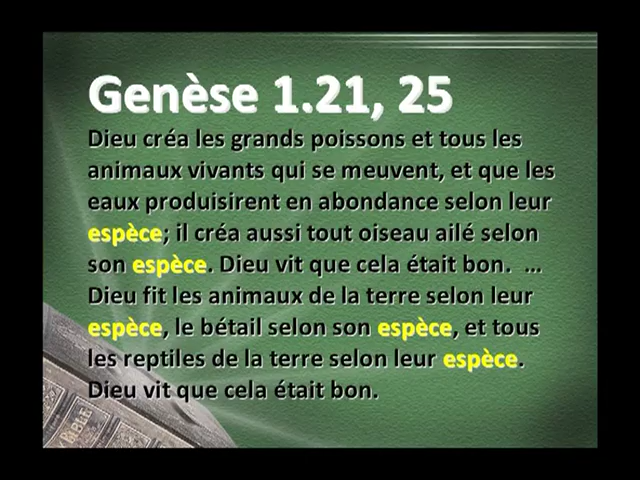 Genèse 1.21, 25
Dieu créa les grands poissons et tous les
animaux vivants qui se meuvent, et que les
eaux produisirent en abondance selon leur
espèce; il créa aussi tout oiseau ailé selon
son espèce. Dieu vit que cela était bon.  ...
Dieu fit les animaux de la terre selon leur
espèce, le bétail selon son espèce, et tous
les reptiles de la terre selon leur espèce.
Dieu vit que cela était bon.
BIBLE